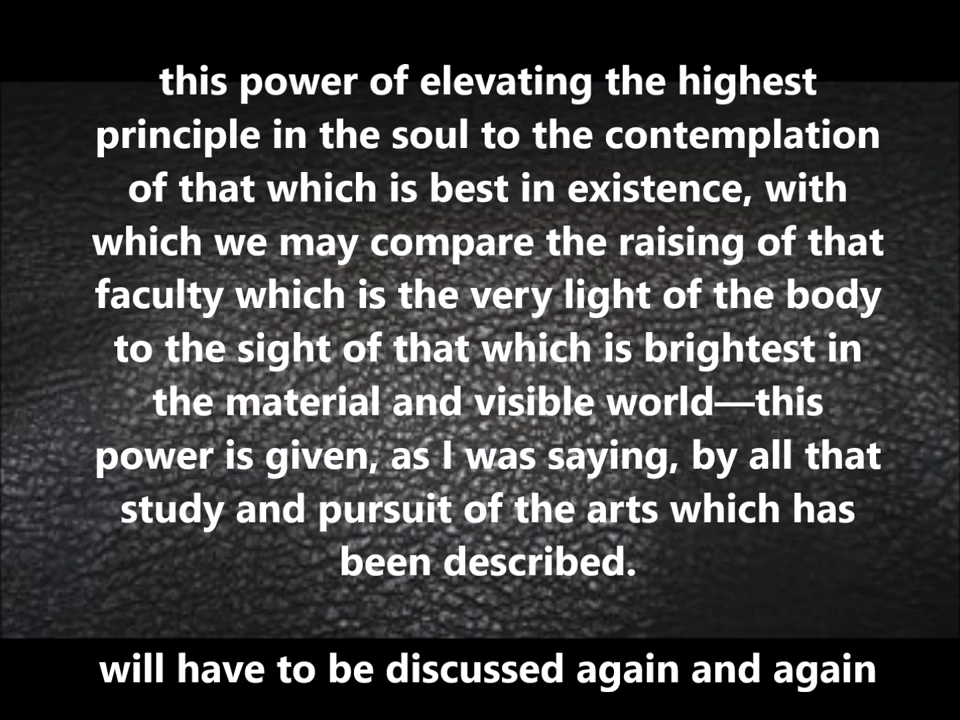 this power of elevating the highest
principle in the soul to the contemplation
of that which is best in existence, with
which we may compare the raising of that
faculty which is the very light of the body
to the sight of that which is brightest in
the material and visible world—this
power is given, as I was saying, by all that
study and pursuit of the arts which has
been described.
will have to be discussed again and again